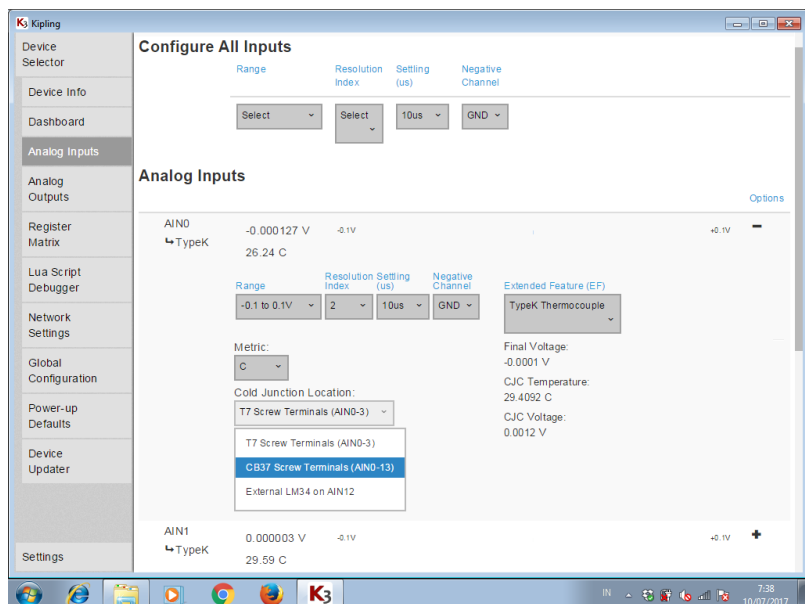 K3 Kipling
Device
Selector
Device Info
Dashboard
Analog Inputs
Analog
Outputs
Register
Matrix
Lua Script
Debugger
Network
Settings
Global
Configuration
Power-up
Defaults
Device
Updater
Settings
Configure All Inputs
Range Resolution Settling Negative
Index (us) Channel
Select Select 10us GND
Analog Inputs
Options
AIN0 -0.000127 V -0.1V +0.1V
↳TypeK 26.24 C
Resolution Settling Negative
Range Index (us) Channel Extended Feature (EF)
-0.1 to 0.1V 2 10us GND TypeK Thermocouple
Metric:
C
Cold Junction Location:
T7 Screw Terminals (AIN0-3)
T7 Screw Terminals (AIN0-3)
CB37 Screw Terminals (AIN0-13)
External LM34 on AIN12
Final Voltage:
-0.0001 V
CJC Temperature:
29.4092 C
CJC Voltage:
0.0012 V
AIN1 0.000003 V -0.1V +0.1V
↳TypeK 29.59 C
K3
IN 7:38
10/07/2017